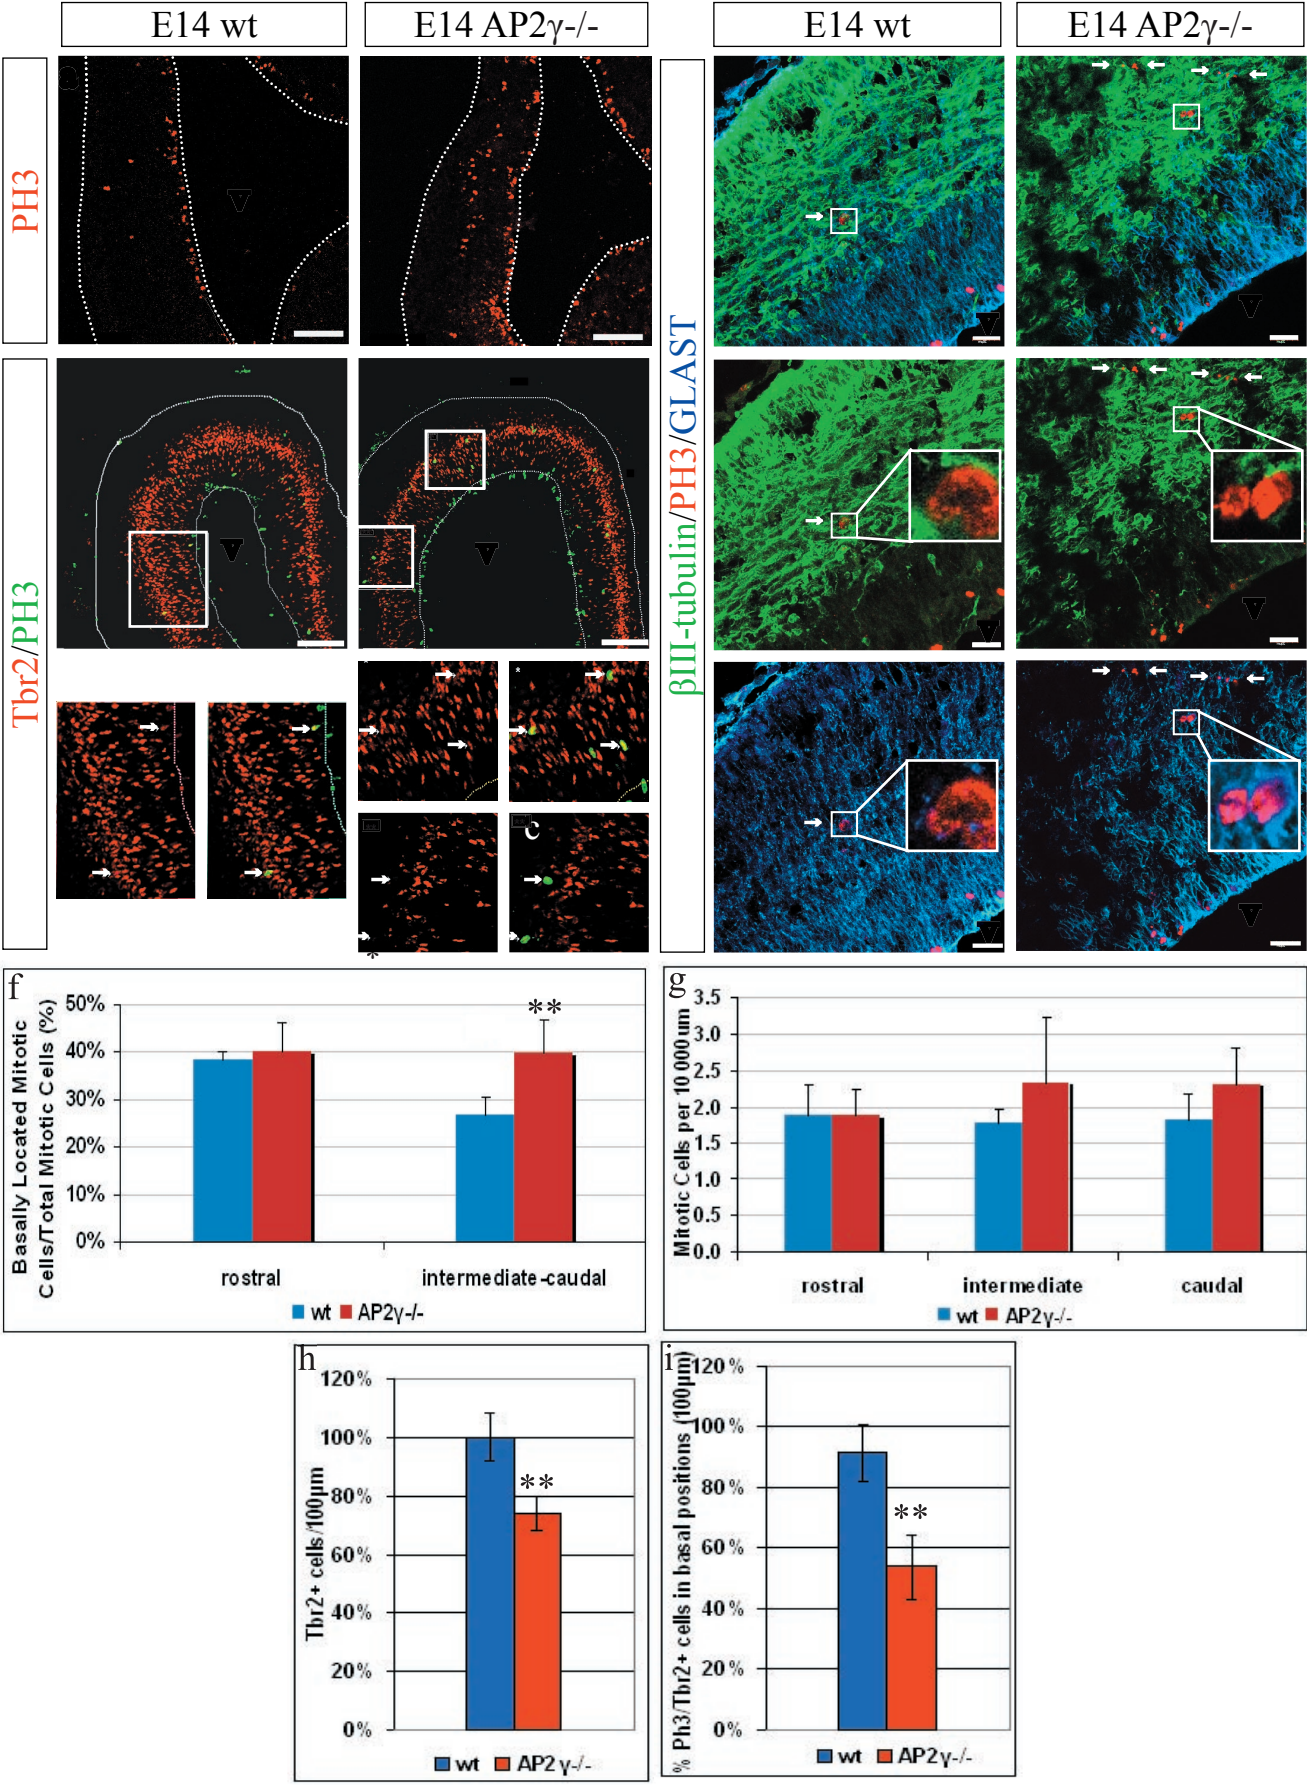 E14 wt
E14 AP2γ-/-
E14 wt
E14 AP2γ-/-
PH3
Tbr2/PH3
βIII-tubulin/PH3/GLAST
V
V
V
V
V
V
V
V
V
*
*
**
**
c
*
f
Basally Located Mitotic
Cells/Total Mitotic Cells (%)
50%
40%
30%
20%
10%
0%
**
rostral
intermediate-caudal
wt
AP2γ-/-
g
Mitotic Cells per 10 000um
3.5
3.0
2.5
2.0
1.5
1.0
0.5
0.0
rostral
intermediate
caudal
wt
AP2γ-/-
h
Tbr2+ cells/100μm
120%
100%
80%
60%
40%
20%
0%
**
wt
AP2γ-/-
i
% Ph3/Tbr2+ cells in basal positions (100μm)
120%
100%
80%
60%
40%
20%
0%
**
wt
AP2γ-/-